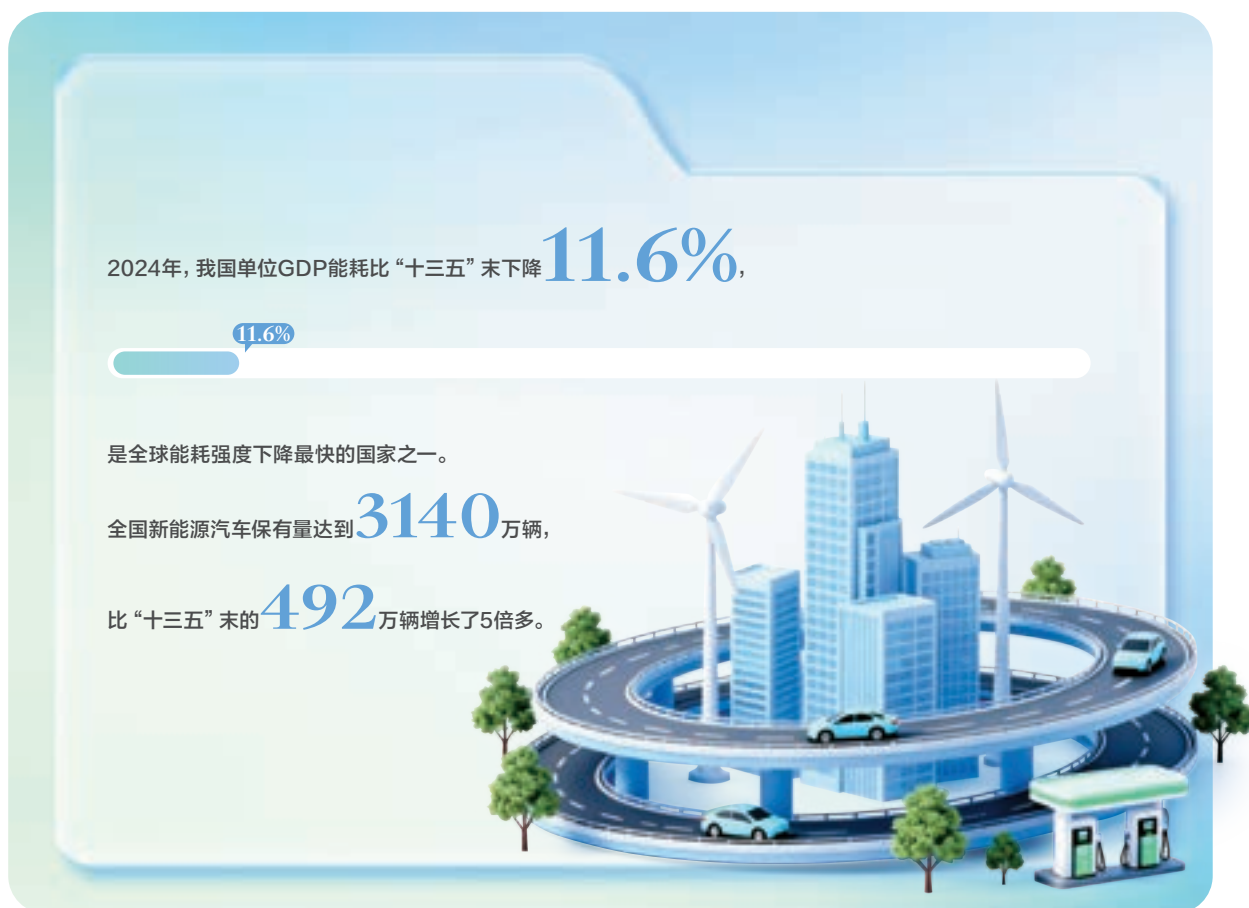 2024年，我国单位GDP能耗比“十三五”末下降11.6%，
11.6%
是全球能耗强度下降最快的国家之一。
全国新能源汽车保有量达到3140万辆，
比“十三五”末的492万辆增长了5倍多。